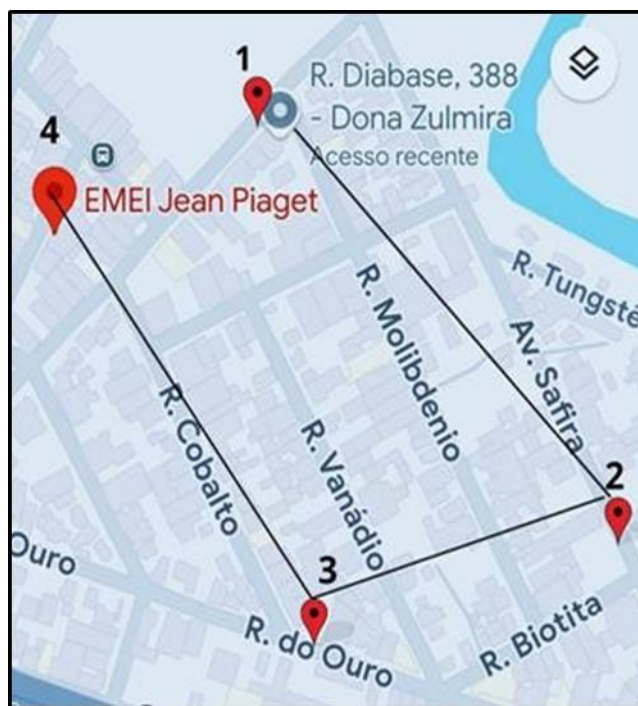 1
R. Diabase, 388
- Dona Zulmira
Acesso recente
4
EMEI Jean Piaget
R. Tungstê
R. Molibdenio
Av. Safira
R. Cobalto
R. Vanádio
2
Ouro
3
R. do Ouro
R. Biotita